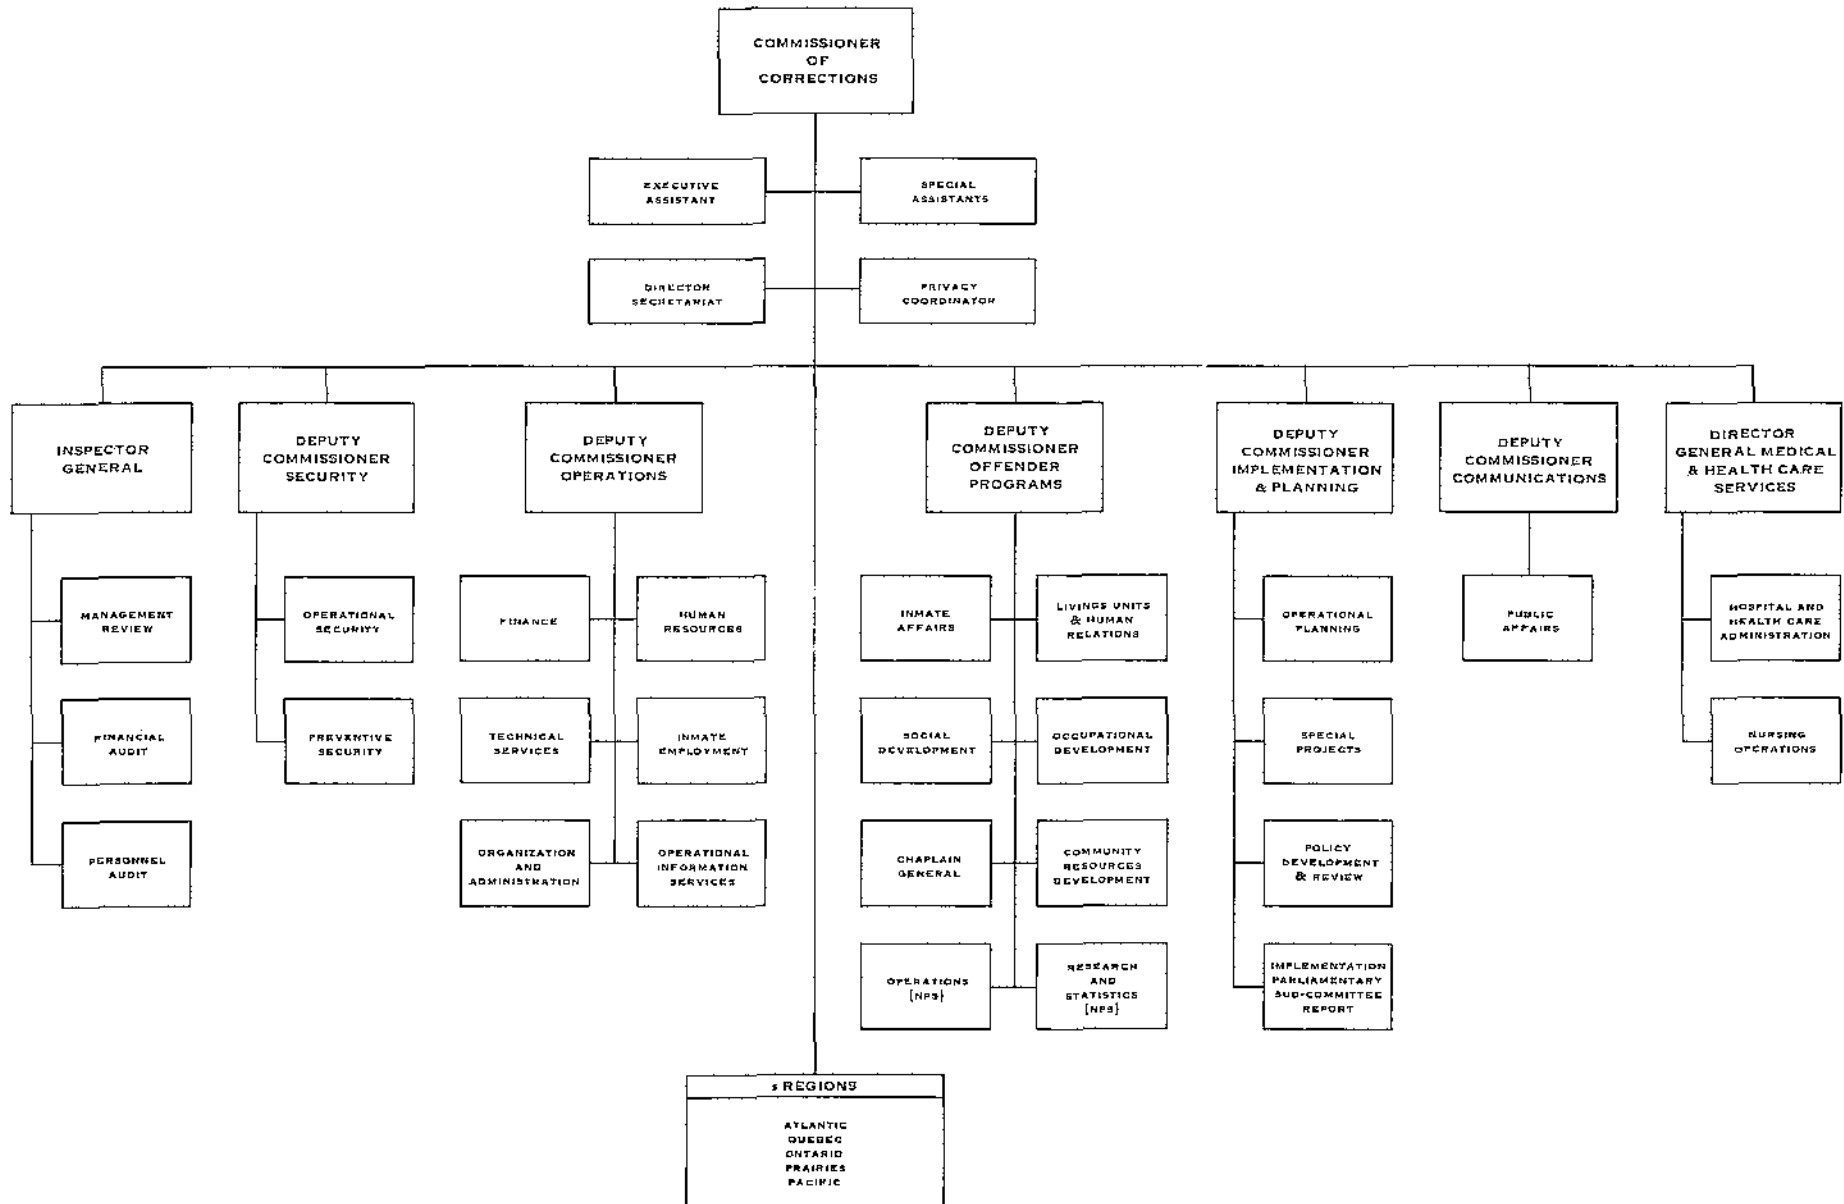 COMMISSIONER
OF
CORRECTIONS
EXECUTIVE
ASSISTANT
SPECIAL
ASSISTANTS
DIRECTOR
SECRETARIAT
PRIVACY
COORDINATOR
INSPECTOR
GENERAL
DEPUTY
COMMISSIONER
SECURITY
DEPUTY
COMMISSIONER
OPERATIONS
DEPUTY
COMMISSIONER
OFFENDER
PROGRAMS
DEPUTY
COMMISSIONER
IMPLEMENTATION
& PLANNING
DEPUTY
COMMISSIONER
COMMUNICATIONS
DIRECTOR
GENERAL MEDICAL
& HEALTH CARE
SERVICES
MANAGEMENT
REVIEW
OPERATIONAL
SECURITY
FINANCE
HUMAN
RESOURCES
INMATE
AFFAIRS
LIVINGS UNITS
& HUMAN
RELATIONS
OPERATIONAL
PLANNING
PUBLIC
AFFAIRS
HOSPITAL AND
HEALTH CARE
ADMINISTRATION
FINANCIAL
AUDIT
PREVENTIVE
SECURITY
TECHNICAL
SERVICES
INMATE
EMPLOYMENT
SOCIAL
DEVELOPMENT
OCCUPATIONAL
DEVELOPMENT
SPECIAL
PROJECTS
NURSING
OPERATIONS
PERSONNEL
AUDIT
ORGANIZATION
AND
ADMINISTRATION
OPERATIONAL
INFORMATION
SERVICES
CHAPLAIN
GENERAL
COMMUNITY
RESOURCES
DEVELOPMENT
POLICY
DEVELOPMENT
& REVIEW
OPERATIONS
[NPS]
RESEARCH
AND
STATISTICS
[NPS]
IMPLEMENTATION
PARLIAMENTARY
SUB-COMMITTEE
REPORT
5 REGIONS
ATLANTIC
QUEBEC
ONTARIO
PRAIRIES
PACIFIC